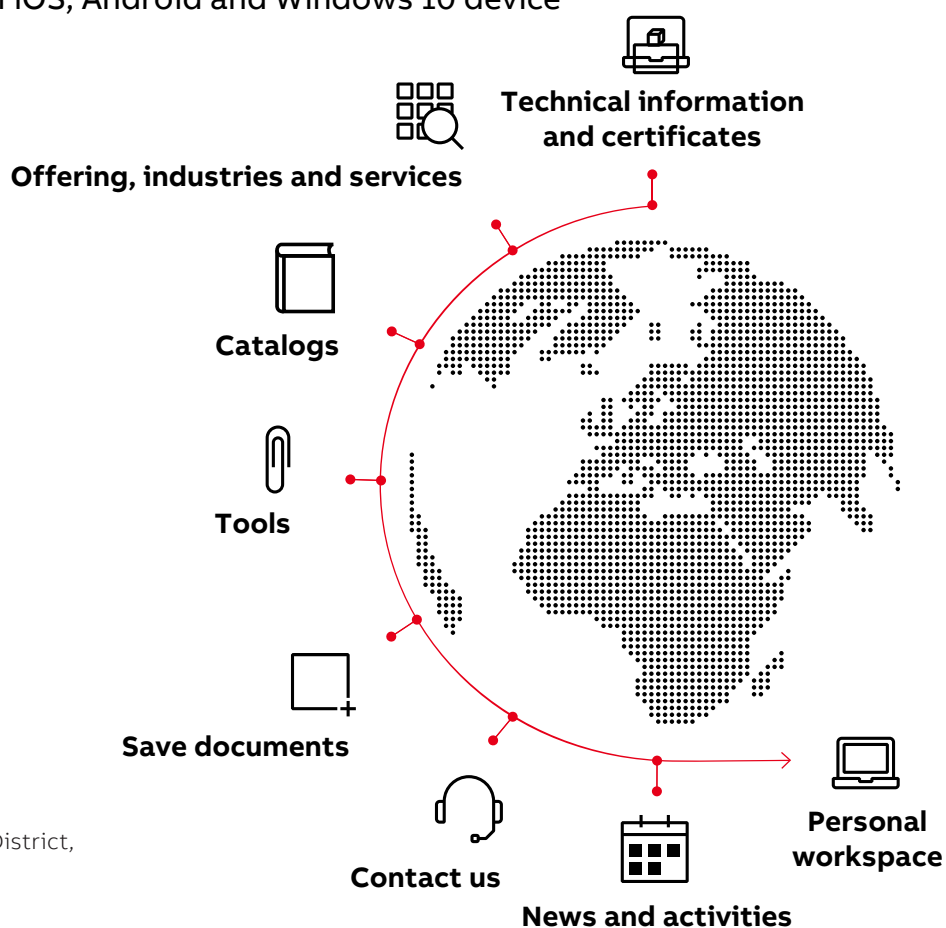 iOS, Android and Windows 10 device
Technical information
and certificates
Offering, industries and services
Catalogs
Tools
Save documents
District,
Contact us
Personal
workspace
News and activities